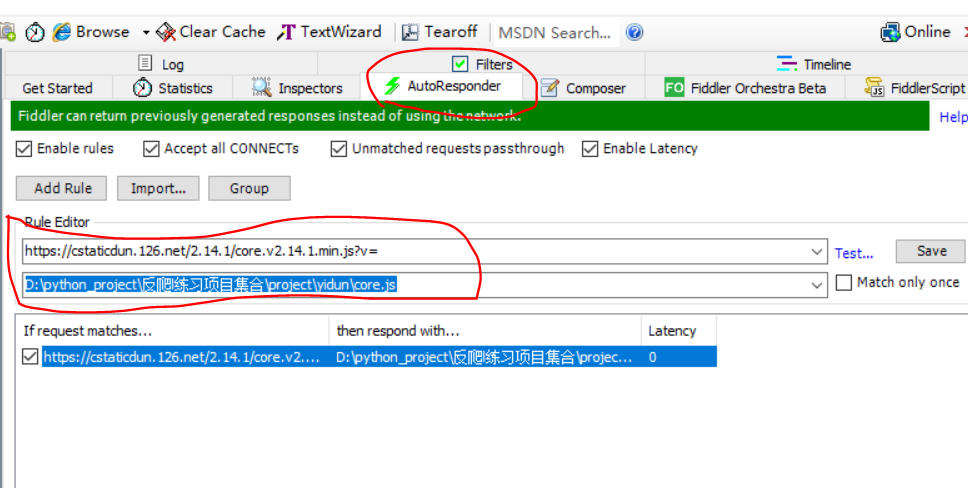 Browse Clear Cache TextWizard Tearoff MSDN Search... Online
Log Filters Timeline
Get Started Statistics Inspectors AutoResponder Composer FO Fiddler Orchestra Beta JS FiddlerScript
Fiddler can return previously generated responses instead of using the network. Help
Enable rules Accept all CONNECTs Unmatched requests passthrough Enable Latency
Add Rule Import... Group
Rule Editor
https://cstaticdun.126.net/2.14.1/core.v2.14.1.min.js?v= Test... Save
D:\python_project\反爬练习项目集合\project\yidun\core.js Match only once
If request matches... then respond with... Latency
https://cstaticdun.126.net/2.14.1/core.v2.... D:\python_project\反爬练习项目集合\projec... 0